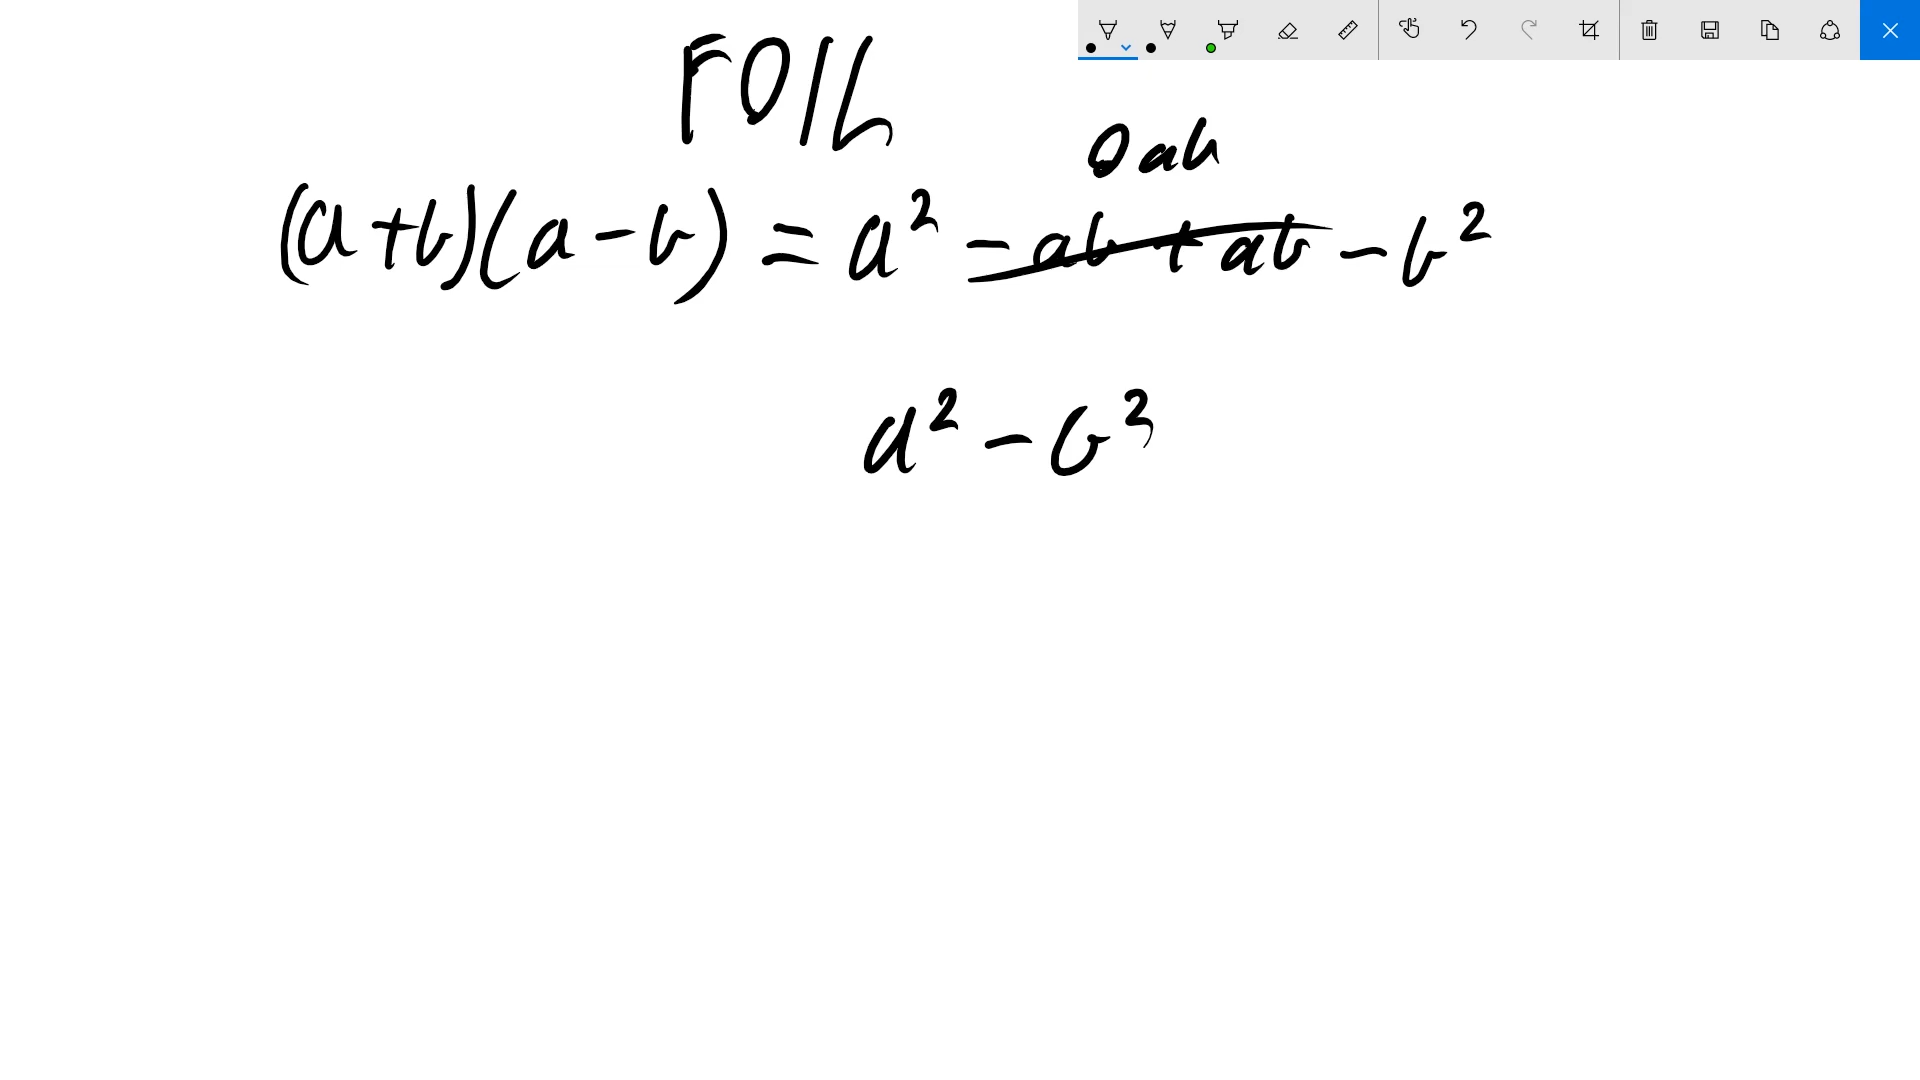 FOIL
0ab
(a+b)(a-b) = a² - ab + ab - b²
a² - b²